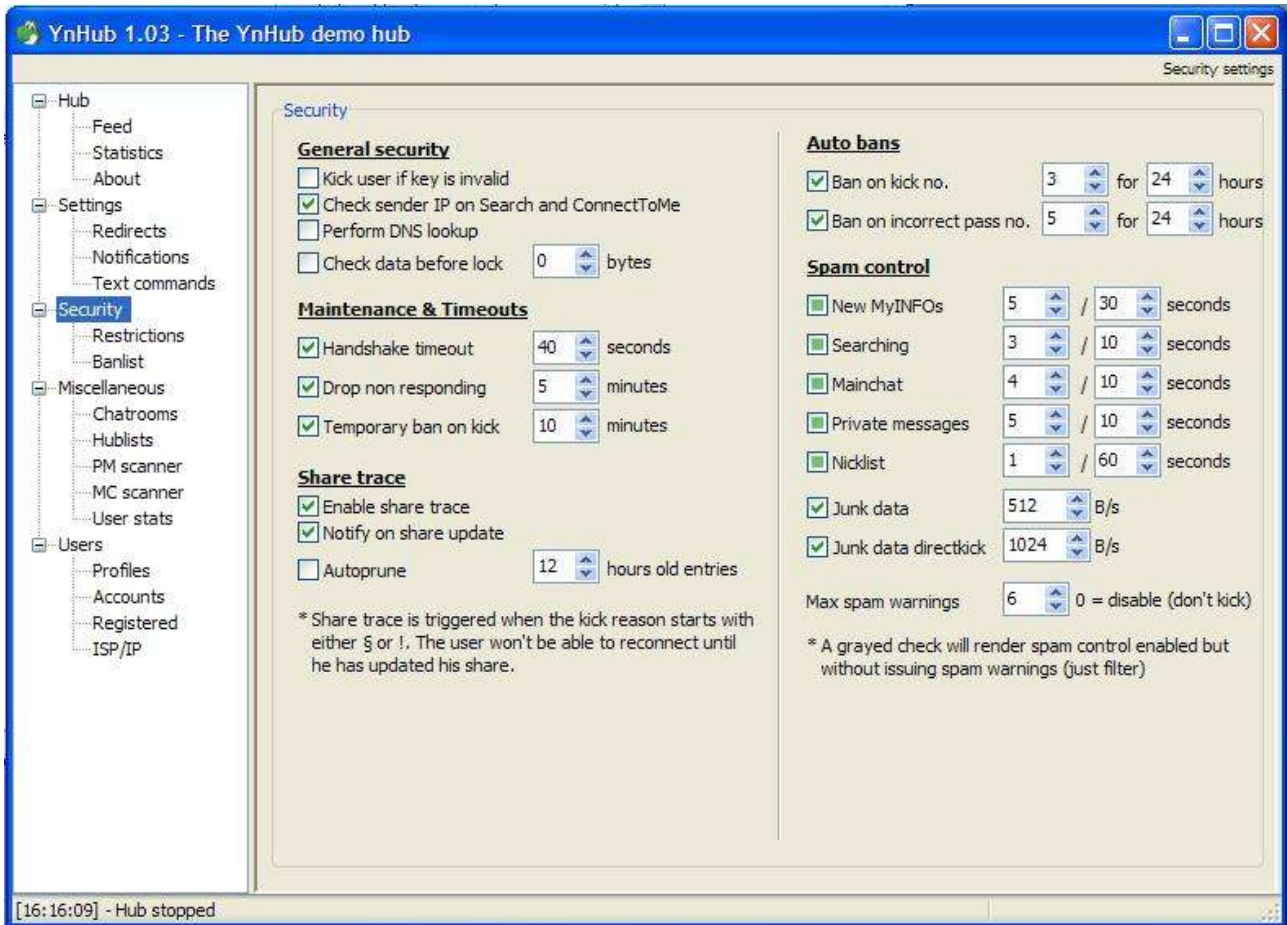 YnHub 1.03 - The YnHub demo hub
Security settings
Hub
Feed
Statistics
About
Settings
Redirects
Notifications
Text commands
Security
Restrictions
Banlist
Miscellaneous
Chatrooms
Hublists
PM scanner
MC scanner
User stats
Users
Profiles
Accounts
Registered
ISP/IP
Security
General security
Kick user if key is invalid
Check sender IP on Search and ConnectToMe
Perform DNS lookup
Check data before lock 0 bytes
Maintenance & Timeouts
Handshake timeout 40 seconds
Drop non responding 5 minutes
Temporary ban on kick 10 minutes
Share trace
Enable share trace
Notify on share update
Autoprune 12 hours old entries
* Share trace is triggered when the kick reason starts with
either § or !. The user won't be able to reconnect until
he has updated his share.
Auto bans
Ban on kick no. 3 for 24 hours
Ban on incorrect pass no. 5 for 24 hours
Spam control
New MyINFOs 5 / 30 seconds
Searching 3 / 10 seconds
Mainchat 4 / 10 seconds
Private messages 5 / 10 seconds
Nicklist 1 / 60 seconds
Junk data 512 B/s
Junk data directkick 1024 B/s
Max spam warnings 6 0 = disable (don't kick)
* A grayed check will render spam control enabled but
without issuing spam warnings (just filter)
[16:16:09] - Hub stopped